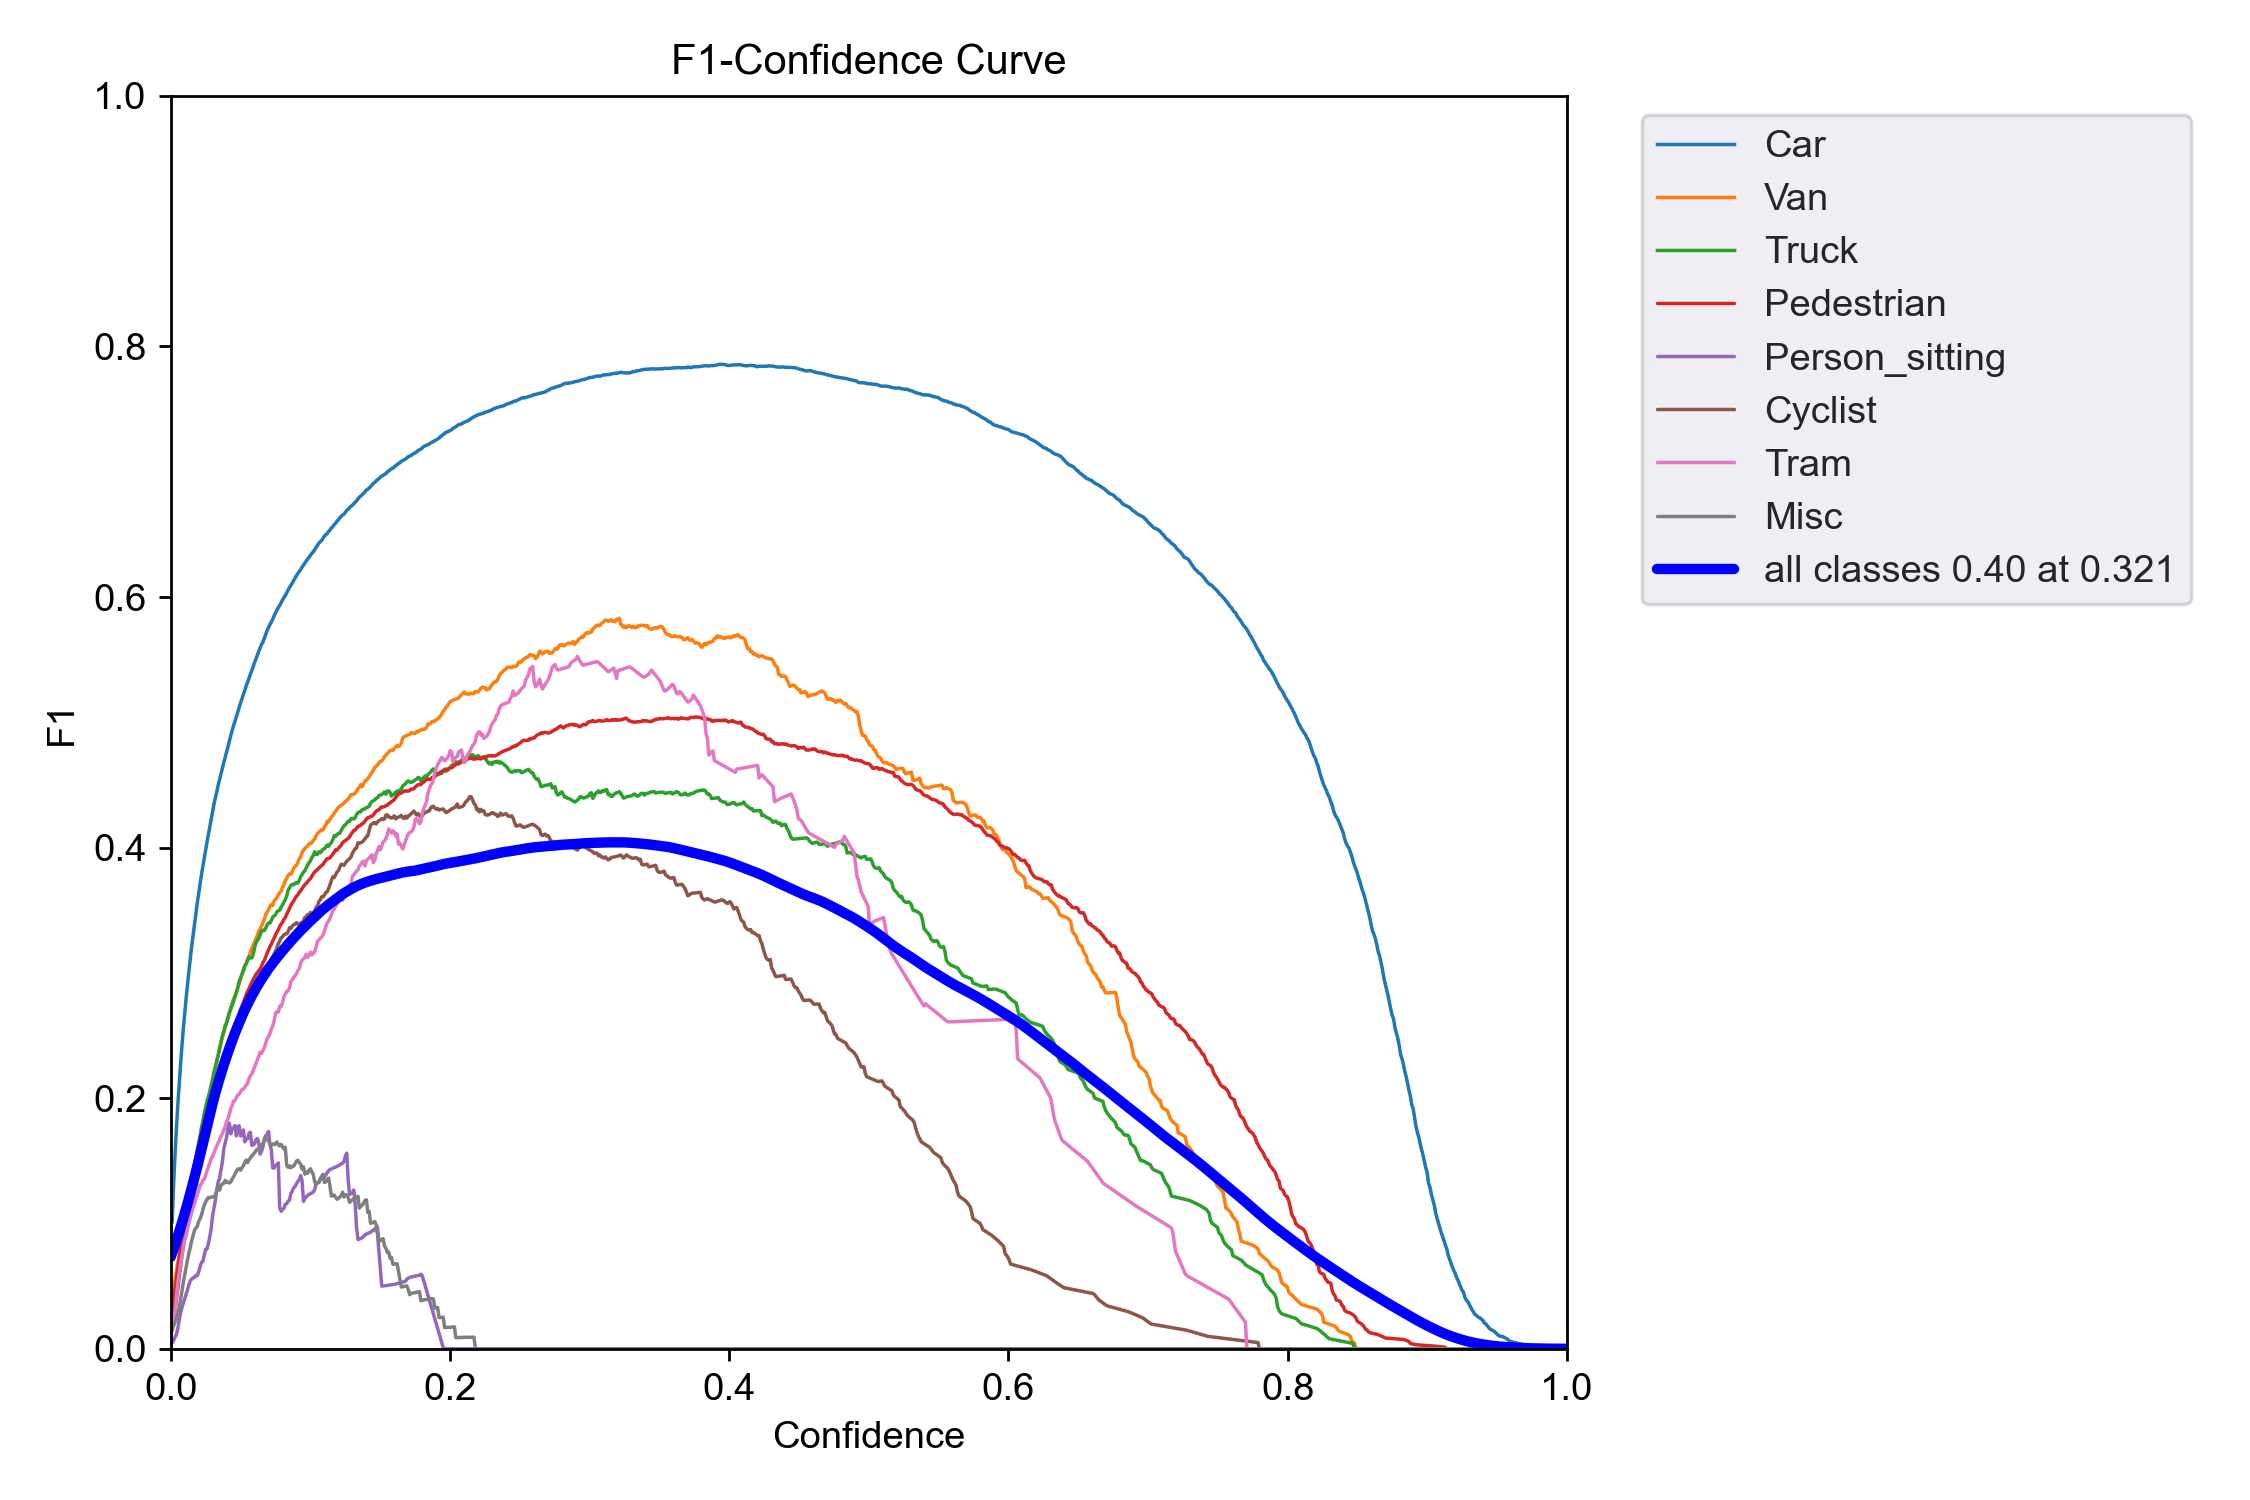 F1-Confidence Curve
1.0
0.8
0.6
0.4
0.2
0.0
F1
0.0 0.2 0.4 0.6 0.8 1.0
Confidence
Car
Van
Truck
Pedestrian
Person_sitting
Cyclist
Tram
Misc
all classes 0.40 at 0.321